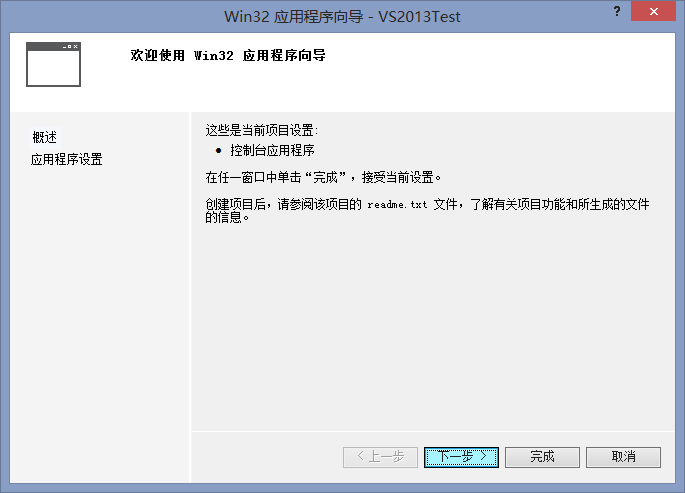 Win32 应用程序向导 - VS2013Test
?
欢迎使用 Win32 应用程序向导
概述
应用程序设置
这些是当前项目设置:
• 控制台应用程序
在任一窗口中单击“完成”，接受当前设置。
创建项目后，请参阅该项目的 readme.txt 文件，了解有关项目功能和所生成的文件
的信息。
< 上一步
下一步 >
完成
取消